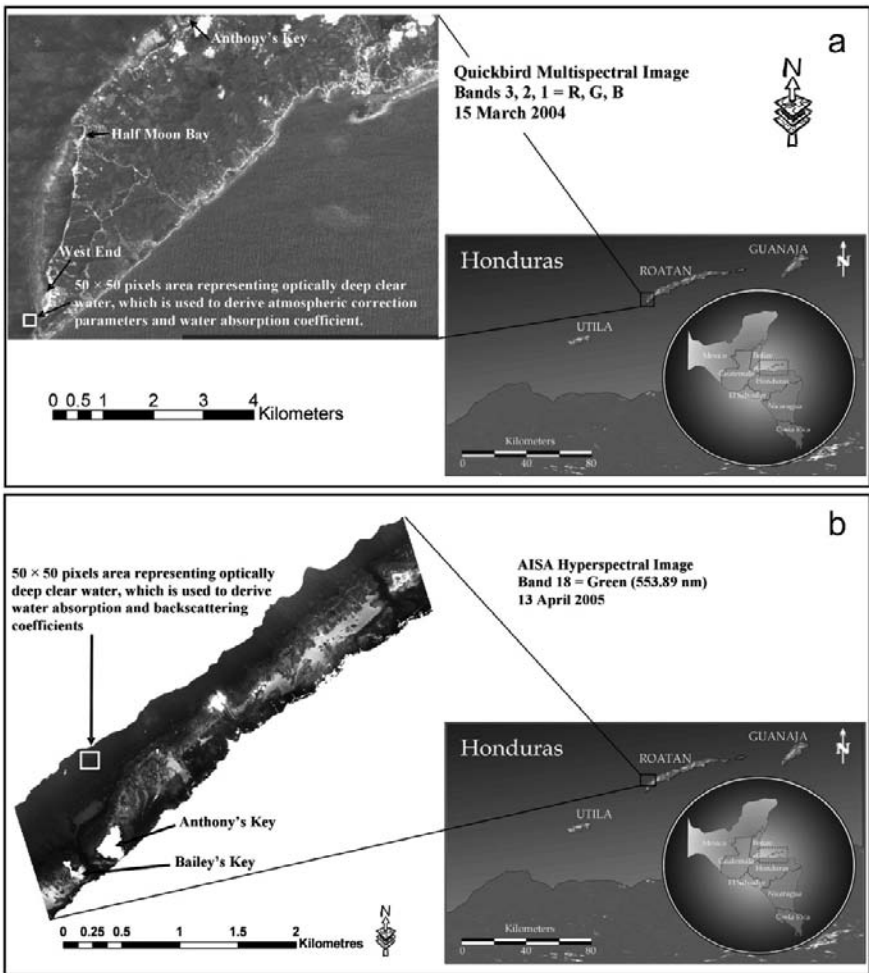 a
Anthony's Key
Half Moon Bay
West End
50 × 50 pixels area representing optically deep clear
water, which is used to derive atmospheric correction
parameters and water absorption coefficient.
Quickbird Multispectral Image
Bands 3, 2, 1 = R, G, B
15 March 2004
N
0 0.5 1 2 3 4
Kilometers
Honduras
GUANAJA
N
ROATAN
UTILA
Mexico
Belize
Guatemala
Honduras
El Salvador
Nicaragua
Costa Rica
Kilometers
0 40 80
b
50 × 50 pixels area representing optically
deep clear water, which is used to derive
water absorption and backscattering
coefficients
AISA Hyperspectral Image
Band 18 = Green (553.89 nm)
13 April 2005
Anthony's Key
Bailey's Key
N
0 0.25 0.5 1 1.5 2
Kilometres
Honduras
GUANAJA
N
ROATAN
UTILA
Mexico
Belize
Guatemala
Honduras
El Salvador
Nicaragua
Costa Rica
Kilometers
0 40 80